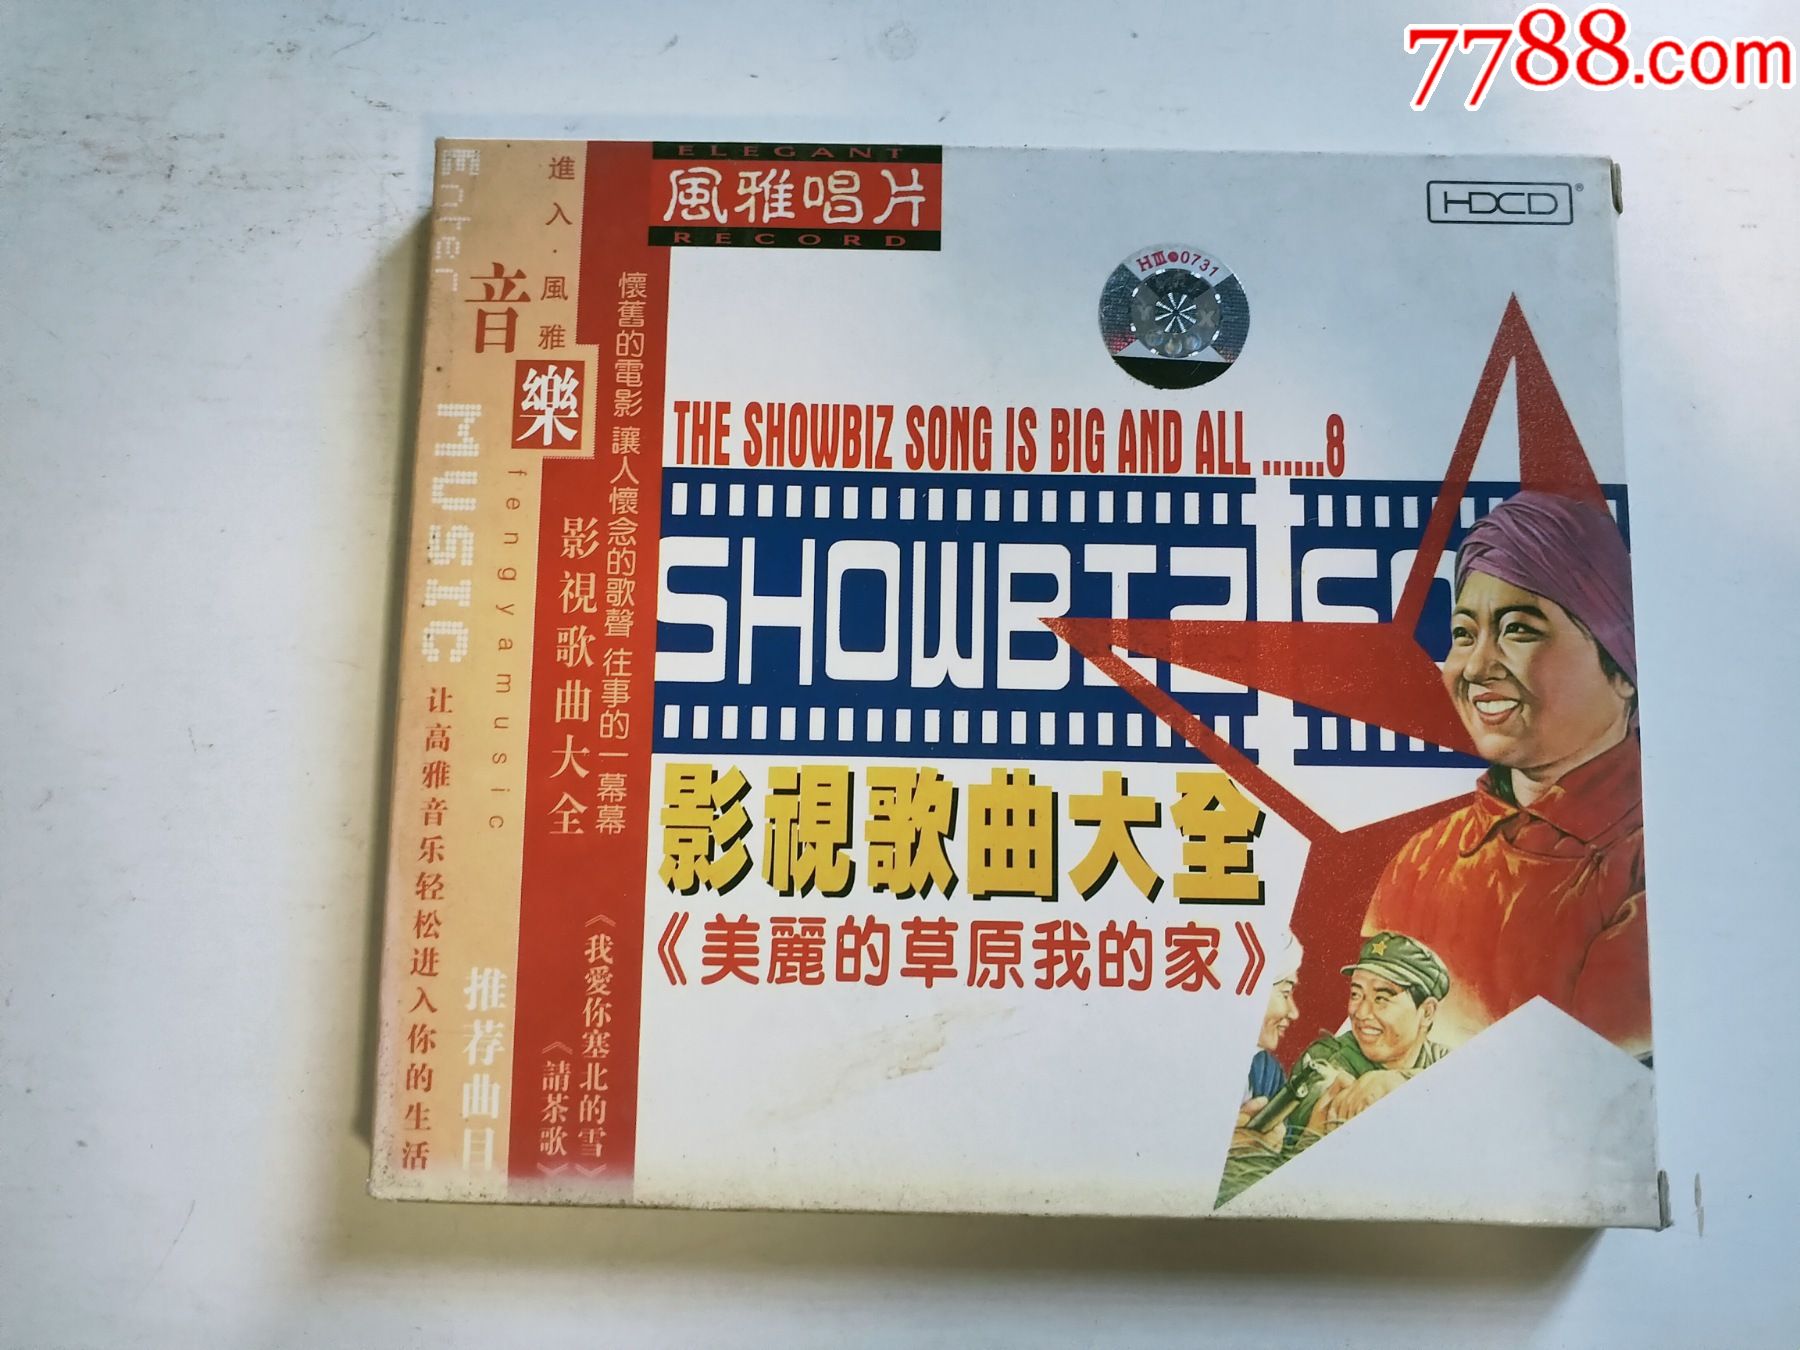 7788.com
ELEGANT
風雅唱片
RECORD
HDCD®
HⅢ●0731
THE SHOWBIZ SONG IS BIG AND ALL ......8
SHOWBIZ SO
影視歌曲大全
《美麗的草原我的家》
懷舊的電影 讓人懷念的歌聲 往事的一幕幕
影視歌曲大全
《我愛你塞北的雪》
《請茶歌》
進入·風雅
音樂
fengyamusic
推荐曲目
Enter
MUSIC
让高雅音乐轻松进入你的生活